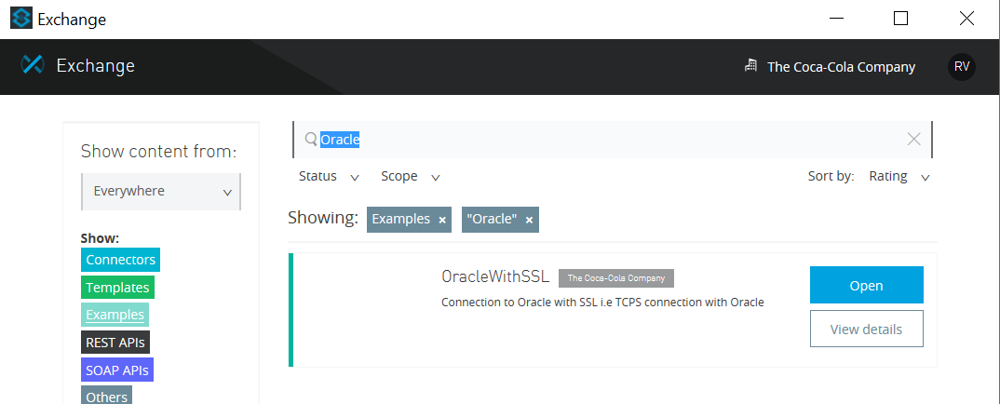 Exchange
Exchange
The Coca-Cola Company
RV
Show content from:
Everywhere
Show:
Connectors
Templates
Examples
REST APIs
SOAP APIs
Others
Oracle
Status
Scope
Sort by:
Rating
Showing:
Examples ×
"Oracle" ×
OracleWithSSL
The Coca-Cola Company
Connection to Oracle with SSL i.e TCPS connection with Oracle
Open
View details